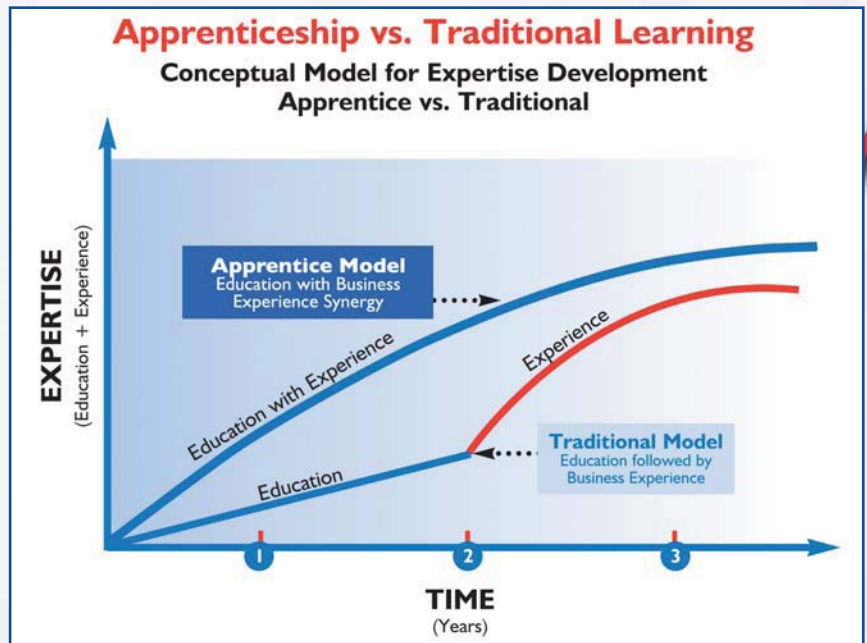 Apprenticeship vs. Traditional Learning
Conceptual Model for Expertise Development
Apprentice vs. Traditional
EXPERTISE
(Education + Experience)
Apprentice Model
Education with Business
Experience Synergy
Education with Experience
Experience
Education
Traditional Model
Education followed by
Business Experience
1
2
3
TIME
(Years)